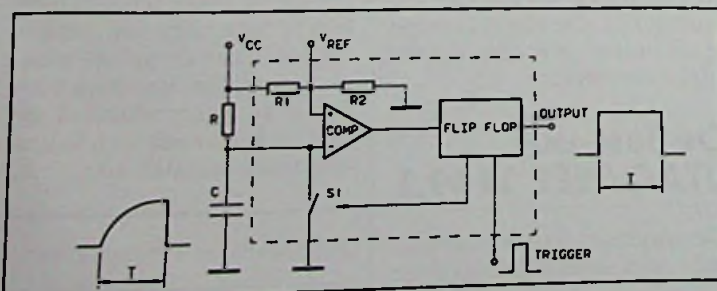 VCC
VREF
R1
R2
R
+
COMP
-
FLIP FLOP
OUTPUT
T
C
S1
T
TRIGGER